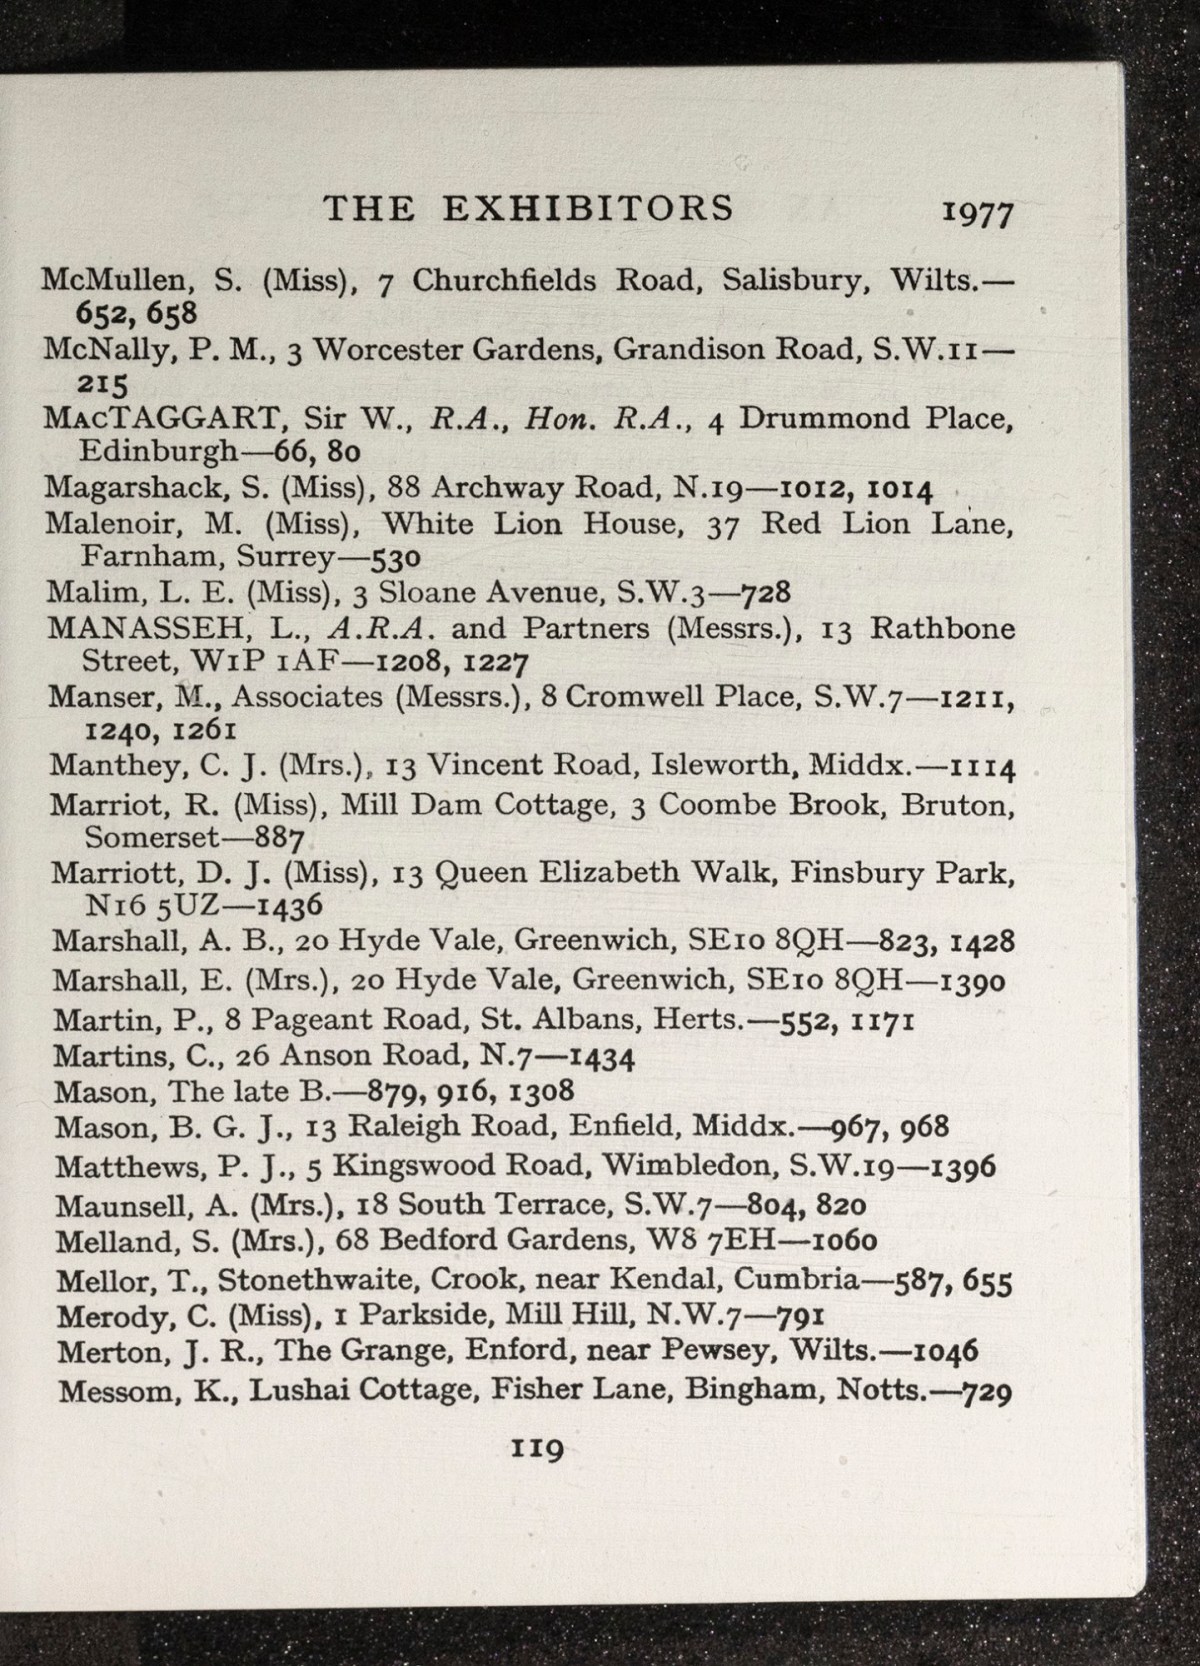 THE EXHIBITORS 1977
McMullen, S. (Miss), 7 Churchfields Road, Salisbury, Wilts.—
652, 658
McNally, P. M., 3 Worcester Gardens, Grandison Road, S.W.11—
215
MACTAGGART, Sir W., R.A., Hon. R.A., 4 Drummond Place,
Edinburgh—66, 80
Magarshack, S. (Miss), 88 Archway Road, N.19—1012, 1014
Malenoir, M. (Miss), White Lion House, 37 Red Lion Lane,
Farnham, Surrey—530
Malim, L. E. (Miss), 3 Sloane Avenue, S.W.3—728
MANASSEH, L., A.R.A. and Partners (Messrs.), 13 Rathbone
Street, W1P 1AF—1208, 1227
Manser, M., Associates (Messrs.), 8 Cromwell Place, S.W.7—1211,
1240, 1261
Manthey, C. J. (Mrs.), 13 Vincent Road, Isleworth, Middx.—1114
Marriot, R. (Miss), Mill Dam Cottage, 3 Coombe Brook, Bruton,
Somerset—887
Marriott, D. J. (Miss), 13 Queen Elizabeth Walk, Finsbury Park,
N16 5UZ—1436
Marshall, A. B., 20 Hyde Vale, Greenwich, SE10 8QH—823, 1428
Marshall, E. (Mrs.), 20 Hyde Vale, Greenwich, SE10 8QH—1390
Martin, P., 8 Pageant Road, St. Albans, Herts.—552, 1171
Martins, C., 26 Anson Road, N.7—1434
Mason, The late B.—879, 916, 1308
Mason, B. G. J., 13 Raleigh Road, Enfield, Middx.—967, 968
Matthews, P. J., 5 Kingswood Road, Wimbledon, S.W.19—1396
Maunsell, A. (Mrs.), 18 South Terrace, S.W.7—804, 820
Melland, S. (Mrs.), 68 Bedford Gardens, W8 7EH—1060
Mellor, T., Stonethwaite, Crook, near Kendal, Cumbria—587, 655
Merody, C. (Miss), 1 Parkside, Mill Hill, N.W.7—791
Merton, J. R., The Grange, Enford, near Pewsey, Wilts.—1046
Messom, K., Lushai Cottage, Fisher Lane, Bingham, Notts.—729
119